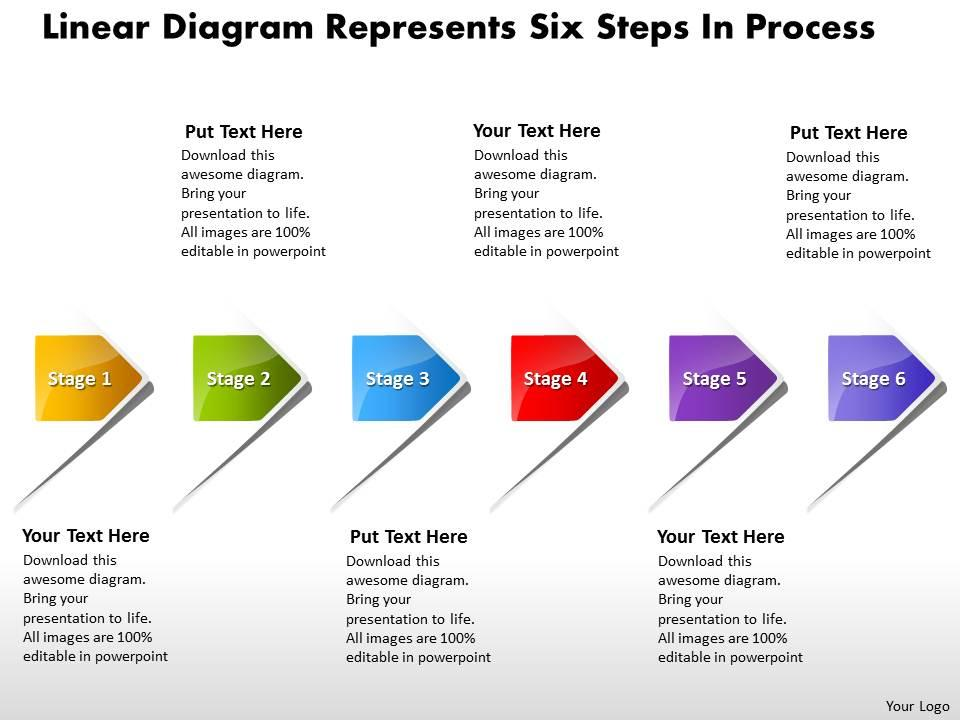 Linear Diagram Represents Six Steps In Process
Put Text Here
Download this
awesome diagram.
Bring your
presentation to life.
All images are 100%
editable in powerpoint
Your Text Here
Download this
awesome diagram.
Bring your
presentation to life.
All images are 100%
editable in powerpoint
Put Text Here
Download this
awesome diagram.
Bring your
presentation to life.
All images are 100%
editable in powerpoint
Stage 1
Stage 2
Stage 3
Stage 4
Stage 5
Stage 6
Your Text Here
Download this
awesome diagram.
Bring your
presentation to life.
All images are 100%
editable in powerpoint
Put Text Here
Download this
awesome diagram.
Bring your
presentation to life.
All images are 100%
editable in powerpoint
Your Text Here
Download this
awesome diagram.
Bring your
presentation to life.
All images are 100%
editable in powerpoint
Your Logo